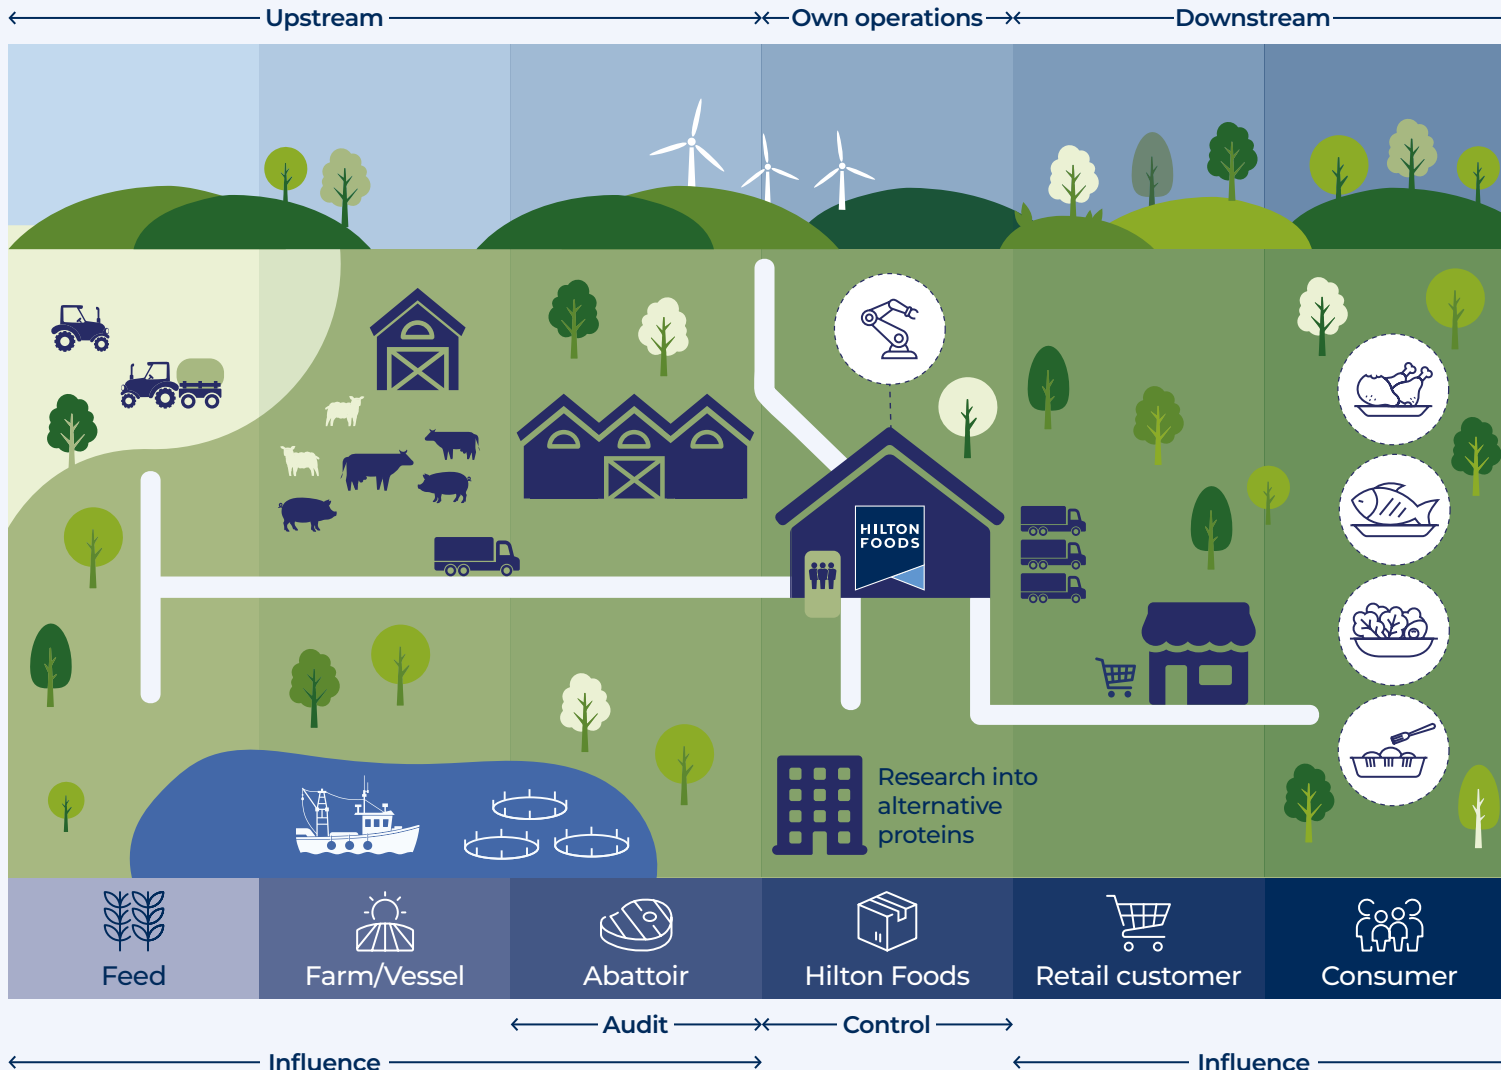 Upstream
Own operations
Downstream
HILTON
FOODS
Research into
alternative
proteins
Feed
Farm/Vessel
Abattoir
Hilton Foods
Retail customer
Consumer
Audit
Control
Influence
Influence